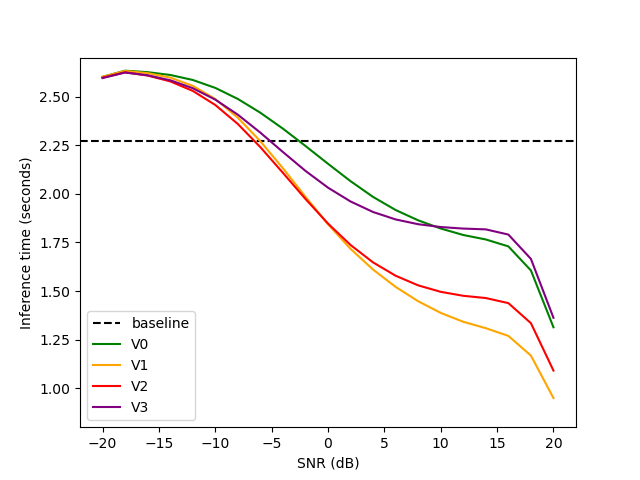 2.50
2.25
2.00
1.75
1.50
1.25
1.00
Inference time (seconds)
baseline
V0
V1
V2
V3
−20 −15 −10 −5 0 5 10 15 20
SNR (dB)